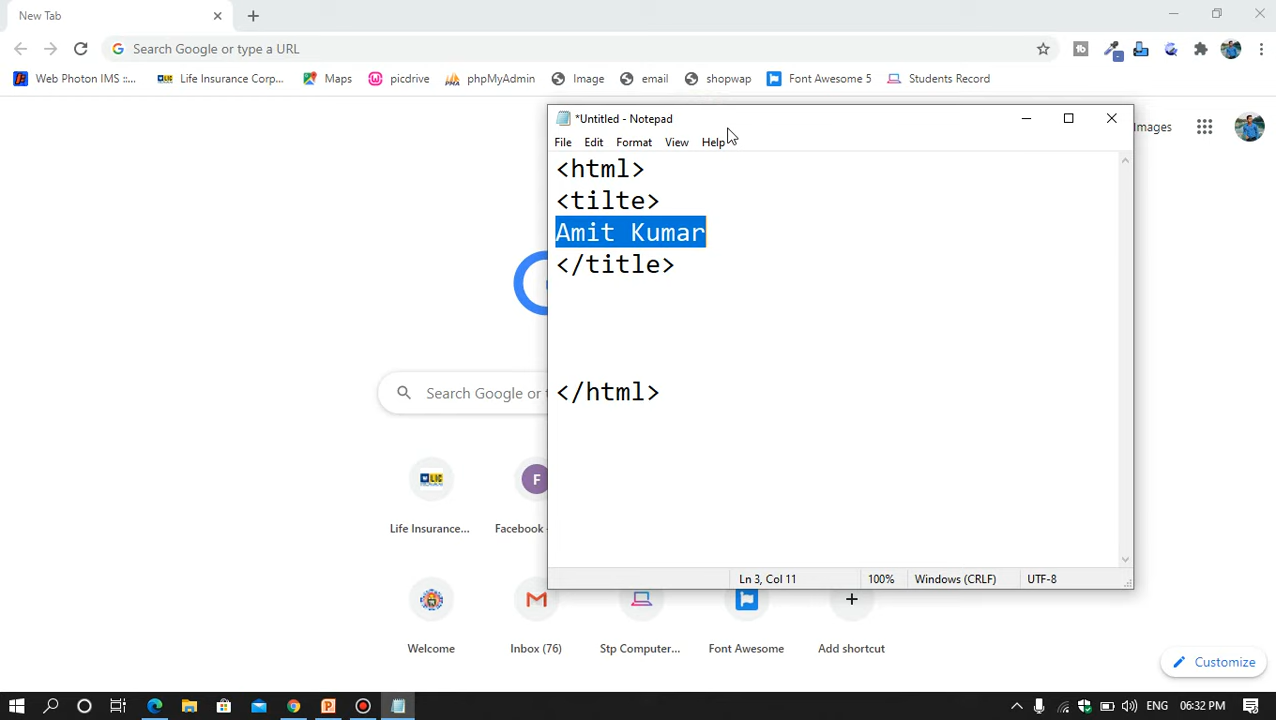 New Tab
Search Google or type a URL
Web Photon IMS ::...
LIC
Life Insurance Corp...
Maps
picdrive
PMA
phpMyAdmin
Image
email
shopwap
Font Awesome 5
Students Record
Images
*Untitled - Notepad
File Edit Format View Help
<html>
<tilte>
Amit Kumar
</title>
</html>
Search Google or t
LIC
F
Life Insurance...
Facebook
Ln 3, Col 11
100%
Windows (CRLF)
UTF-8
Welcome
Inbox (76)
Stp Computer...
Font Awesome
Add shortcut
Customize
ENG
06:32 PM